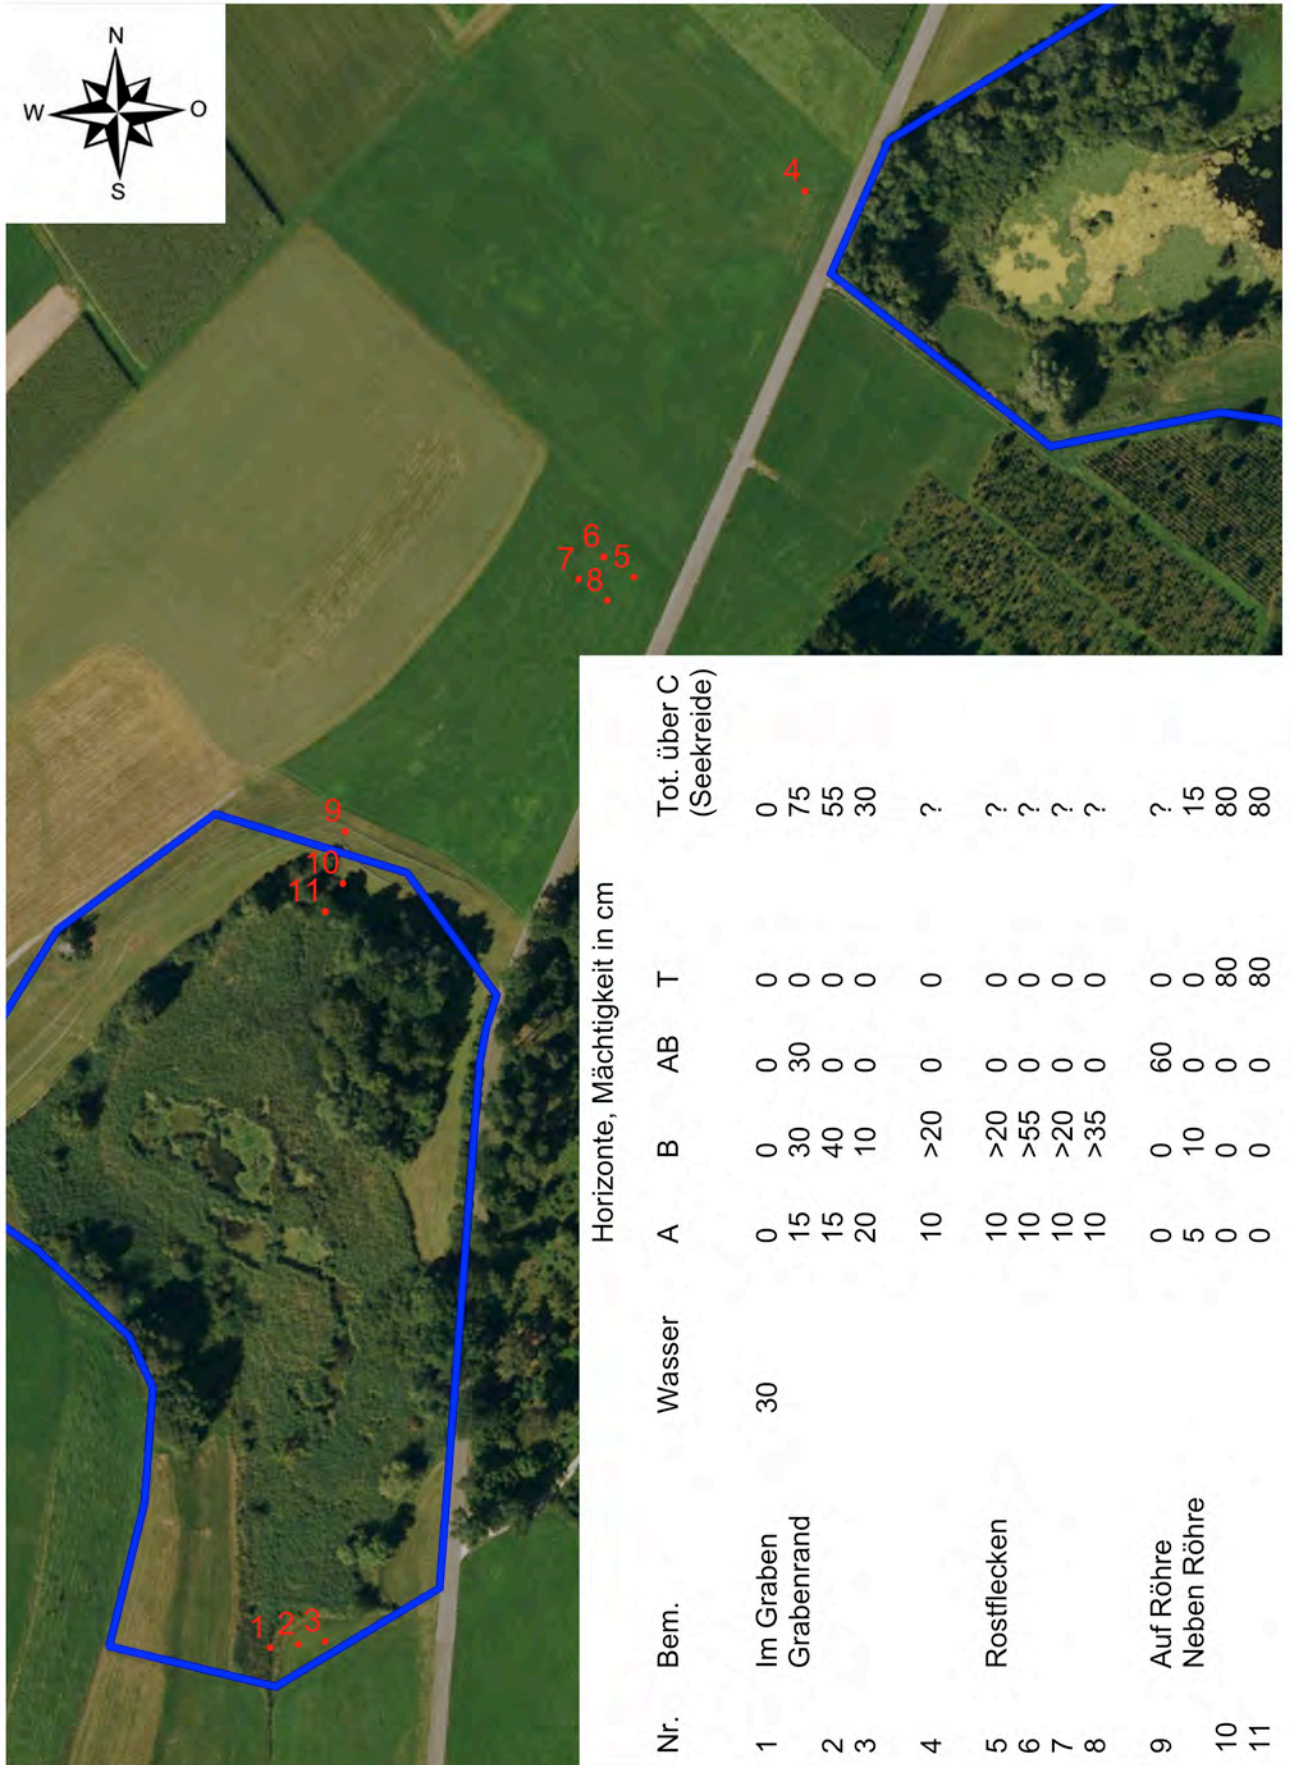 N
W O
S
4
6
7 5
8
9
10
11
1
2
3
Horizonte, Mächtigkeit in cm
Nr. Bem. Wasser A B AB T Tot. über C
(Seekreide)
1 Im Graben 30 0 0 0 0 0
Grabenrand 15 30 30 0 75
2 15 40 0 0 55
3 20 10 0 0 30
4 10 >20 0 0 ?
5 Rostflecken 10 >20 0 0 ?
6 10 >55 0 0 ?
7 10 >20 0 0 ?
8 10 >35 0 0 ?
9 Auf Röhre 0 0 60 0 ?
Neben Röhre 5 10 0 0 15
10 0 0 0 80 80
11 0 0 0 80 80